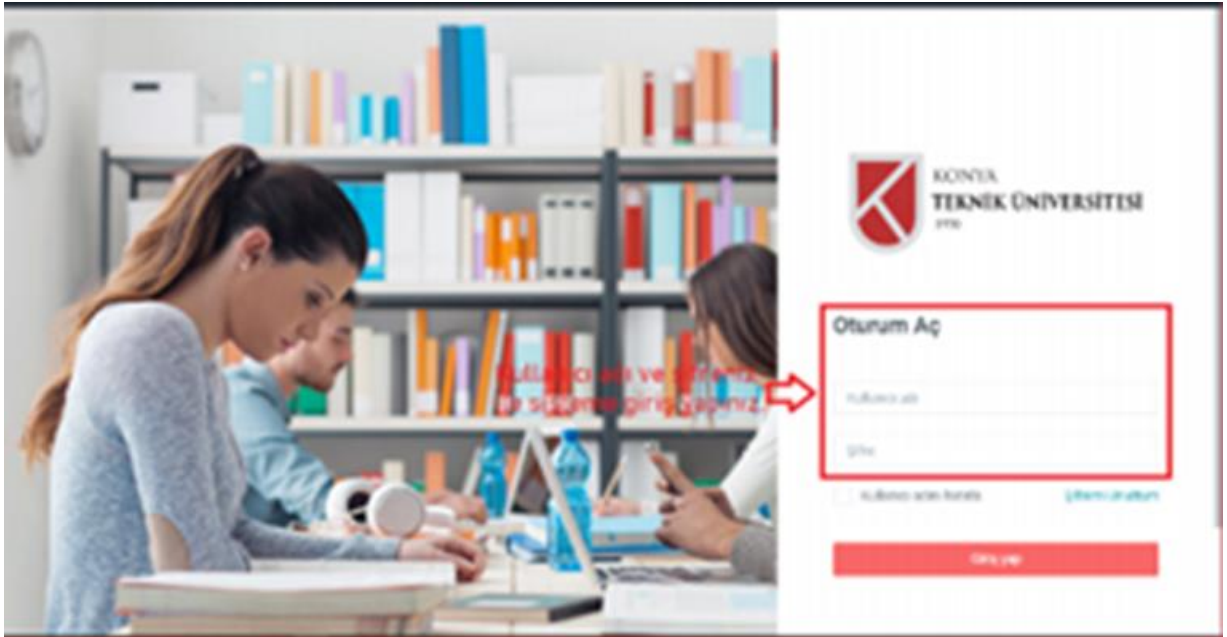 KONYA
TEKNİK ÜNİVERSİTESİ
Oturum Aç
Kullanıcı adı ve şifreniz
ile sisteme giriş yapınız.
Kullanıcı adı
Şifre
Kullanıcı adını hatırla
Şifremi Unuttum
Giriş yap